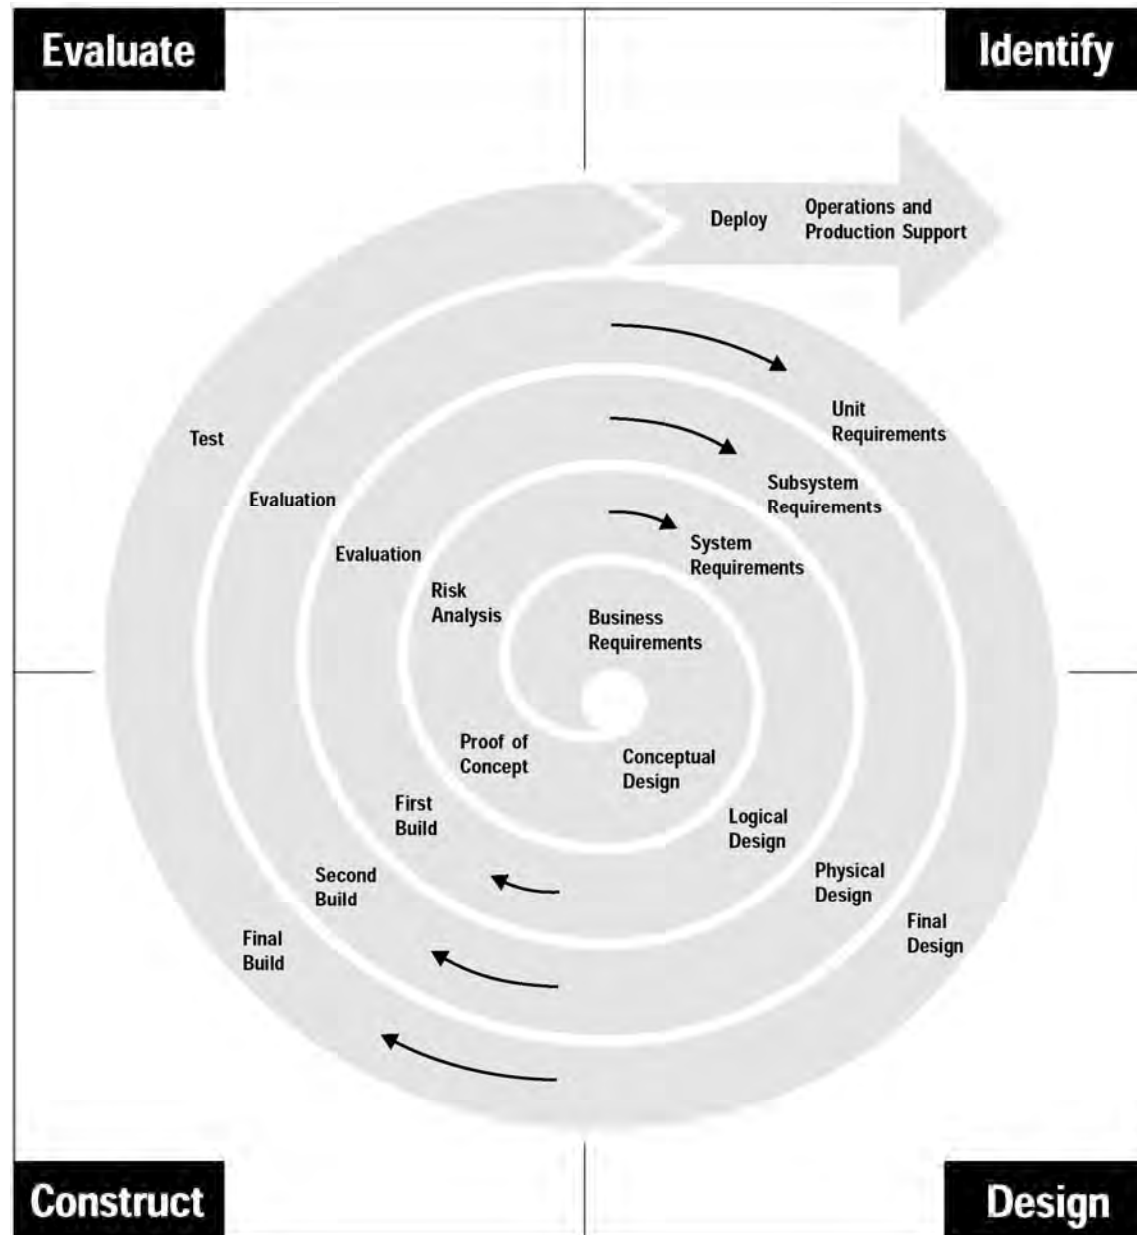 Evaluate
Identify
Deploy
Operations and
Production Support
Unit
Requirements
Test
Subsystem
Requirements
Evaluation
System
Requirements
Evaluation
Risk
Analysis
Business
Requirements
Proof of
Concept
Conceptual
Design
First
Build
Logical
Design
Second
Build
Physical
Design
Final
Build
Final
Design
Construct
Design